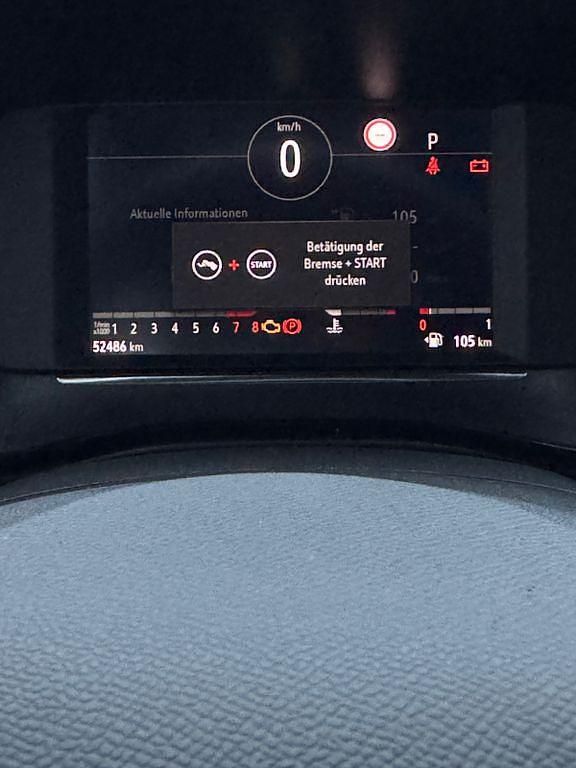 km/h
0
P
Aktuelle Informationen
105
START
Betätigung der
Bremse + START
drücken
0
1/min
x1000 1 2 3 4 5 6 7 8
P
0 1
52486 km
105 km